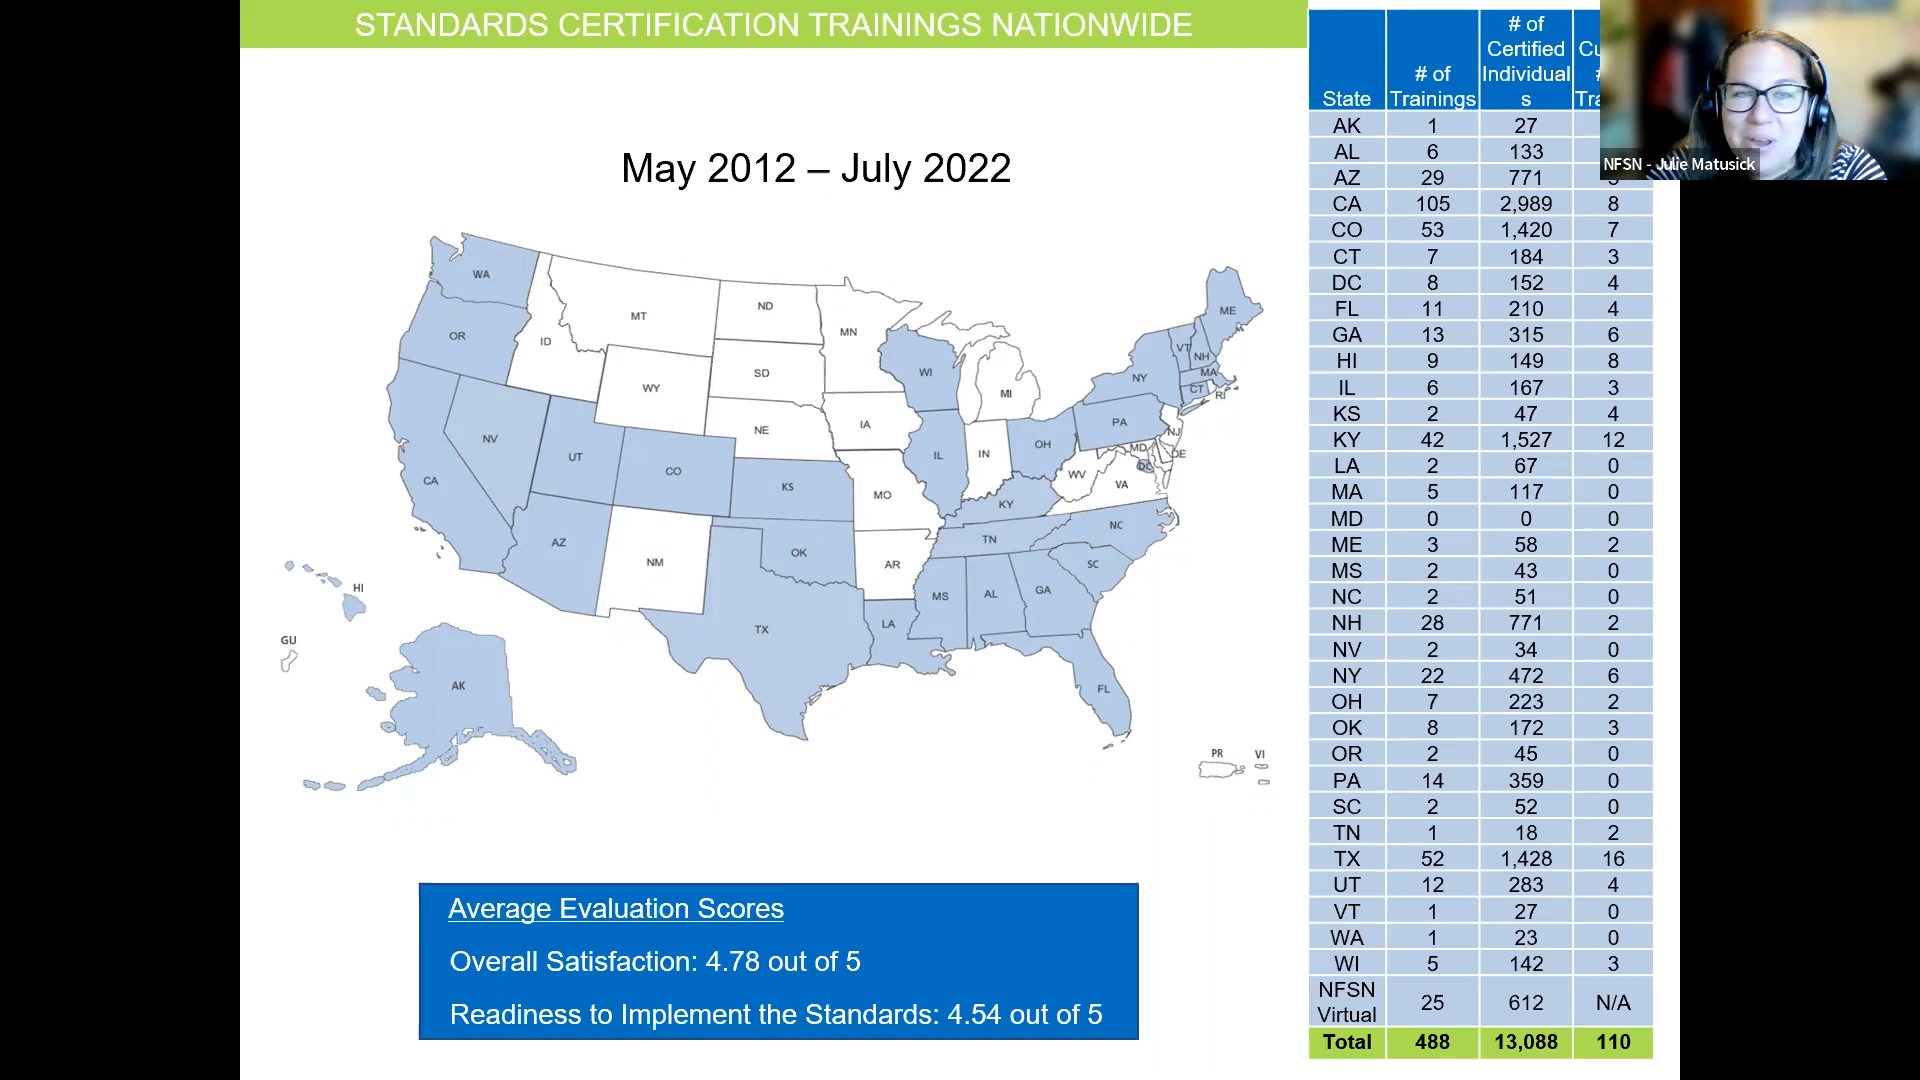 STANDARDS CERTIFICATION TRAININGS NATIONWIDE
May 2012 – July 2022
WA
OR
CA
NV
ID
MT
WY
UT
AZ
CO
NM
ND
SD
NE
KS
OK
TX
MN
IA
MO
AR
LA
WI
IL
MI
IN
OH
KY
TN
MS
AL
GA
FL
SC
NC
VA
WV
PA
NY
VT
NH
ME
MA
CT
RI
NJ
DE
MD
DC
HI
GU
AK
PR
VI
Average Evaluation Scores
Overall Satisfaction: 4.78 out of 5
Readiness to Implement the Standards: 4.54 out of 5
# of
Certified
# of Individual
State Trainings s
AK 1 27
AL 6 133
AZ 29 771
CA 105 2,989 8
CO 53 1,420 7
CT 7 184 3
DC 8 152 4
FL 11 210 4
GA 13 315 6
HI 9 149 8
IL 6 167 3
KS 2 47 4
KY 42 1,527 12
LA 2 67 0
MA 5 117 0
MD 0 0 0
ME 3 58 2
MS 2 43 0
NC 2 51 0
NH 28 771 2
NV 2 34 0
NY 22 472 6
OH 7 223 2
OK 8 172 3
OR 2 45 0
PA 14 359 0
SC 2 52 0
TN 1 18 2
TX 52 1,428 16
UT 12 283 4
VT 1 27 0
WA 1 23 0
WI 5 142 3
NFSN
Virtual 25 612 N/A
Total 488 13,088 110
NFSN - Julie Matusick